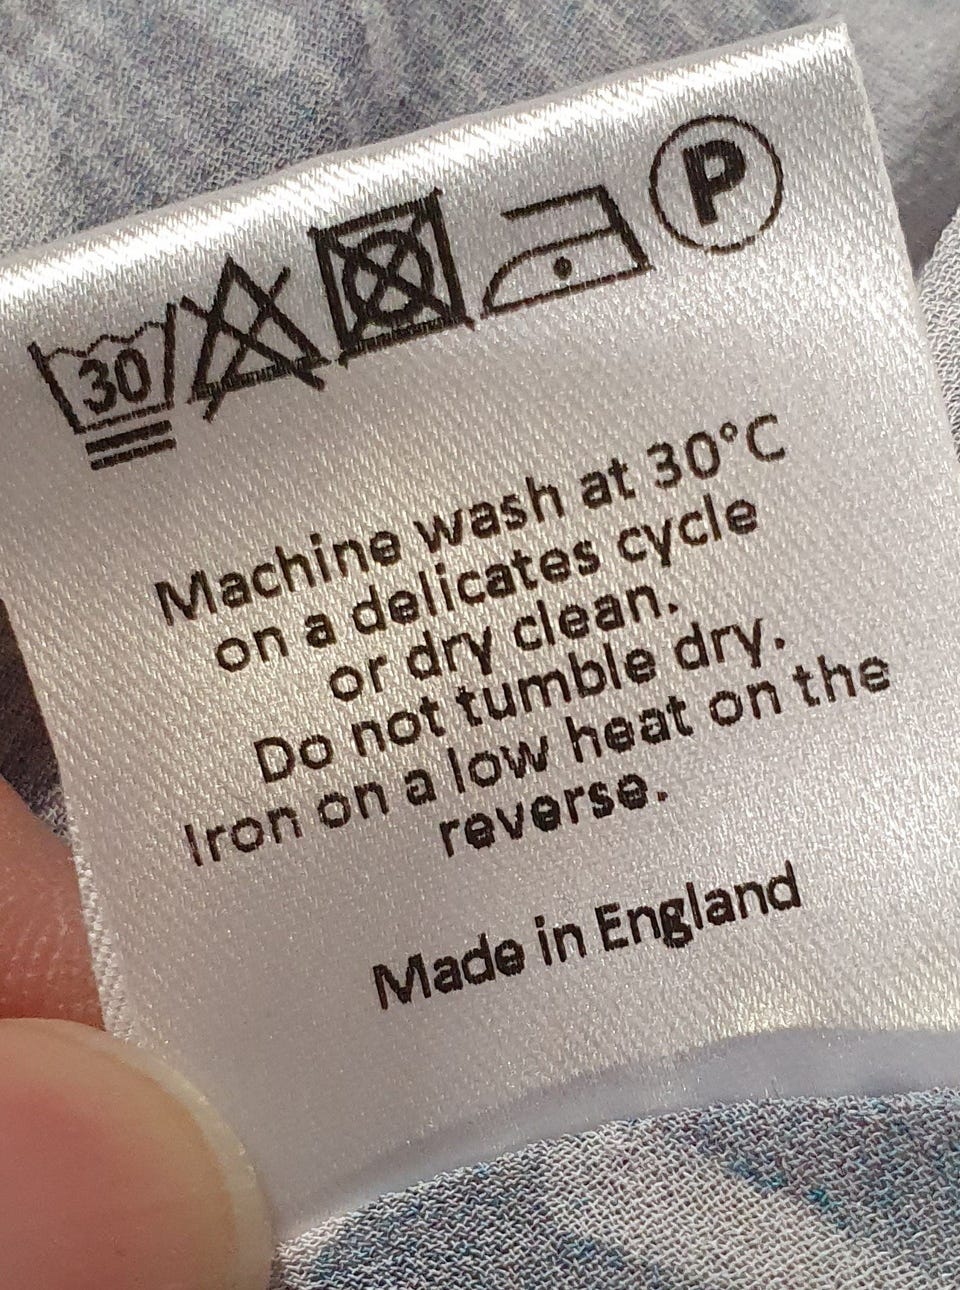 30 P
Machine wash at 30°C
on a delicates cycle
or dry clean.
Do not tumble dry.
Iron on a low heat on the
reverse.
Made in England